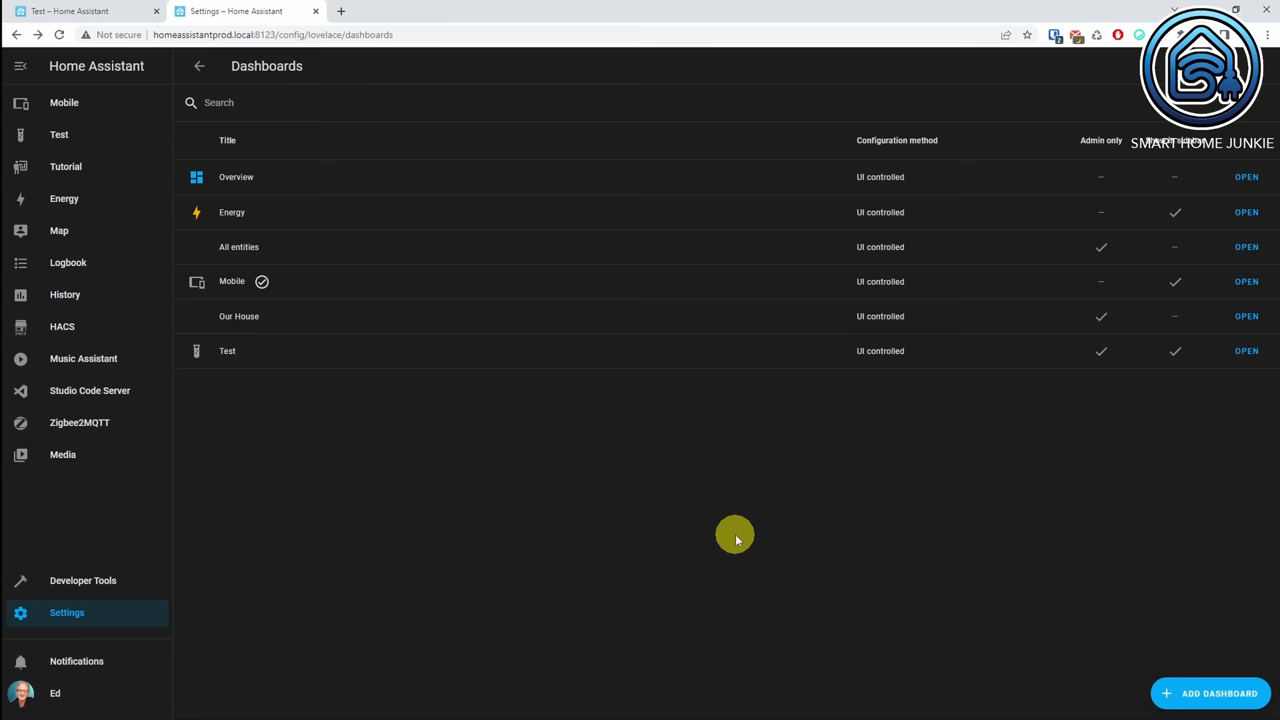 Test – Home Assistant
Settings – Home Assistant
Not secure
homeassistantprod.local:8123/config/lovelace/dashboards
Home Assistant
Dashboards
Mobile
Test
Tutorial
Energy
Map
Logbook
History
HACS
Music Assistant
Studio Code Server
Zigbee2MQTT
Media
Developer Tools
Settings
Notifications
Ed
Search
SMART HOME JUNKIE
Title Configuration method Admin only
Overview UI controlled – – OPEN
Energy UI controlled – OPEN
All entities UI controlled – OPEN
Mobile UI controlled – OPEN
Our House UI controlled – OPEN
Test UI controlled OPEN
ADD DASHBOARD